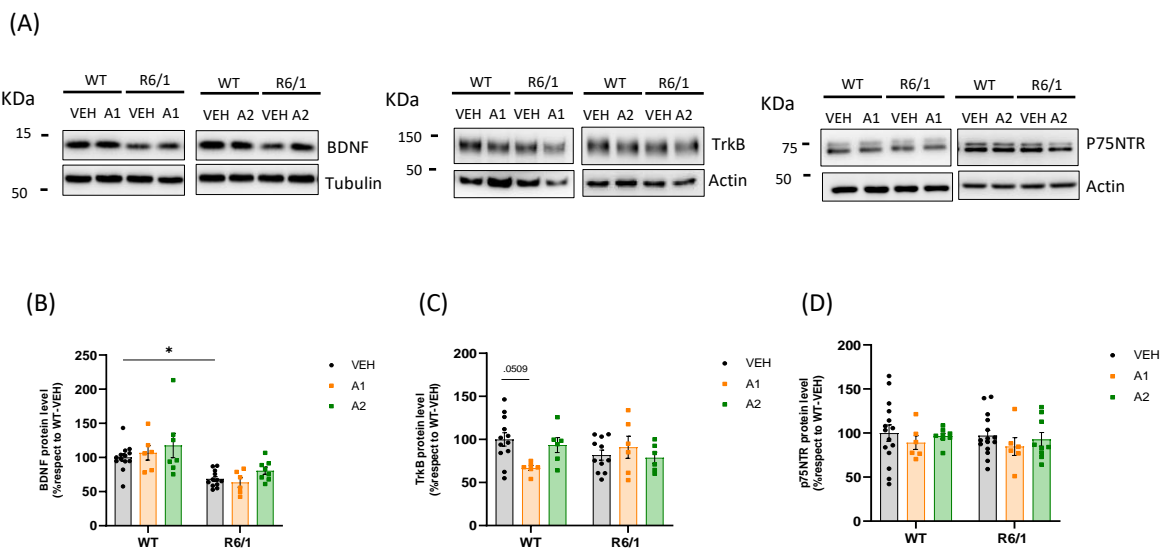 (A)
WT R6/1 WT R6/1
KDa VEH A1 VEH A1 VEH A2 VEH A2
15 BDNF
50 Tubulin
WT R6/1 WT R6/1
KDa VEH A1 VEH A1 VEH A2 VEH A2
150 TrkB
50 Actin
WT R6/1 WT R6/1
KDa VEH A1 VEH A1 VEH A2 VEH A2
75 P75NTR
50 Actin
(B)
BDNF protein level
(%respect to WT-VEH)
250
200
150
100
50
0
*
WT R6/1
VEH
A1
A2
(C)
TrkB protein level
(%respect to WT-VEH)
200
150
100
50
0
.0509
WT R6/1
VEH
A1
A2
(D)
p75NTR protein level
(%respect to WT-VEH)
200
150
100
50
0
WT R6/1
VEH
A1
A2